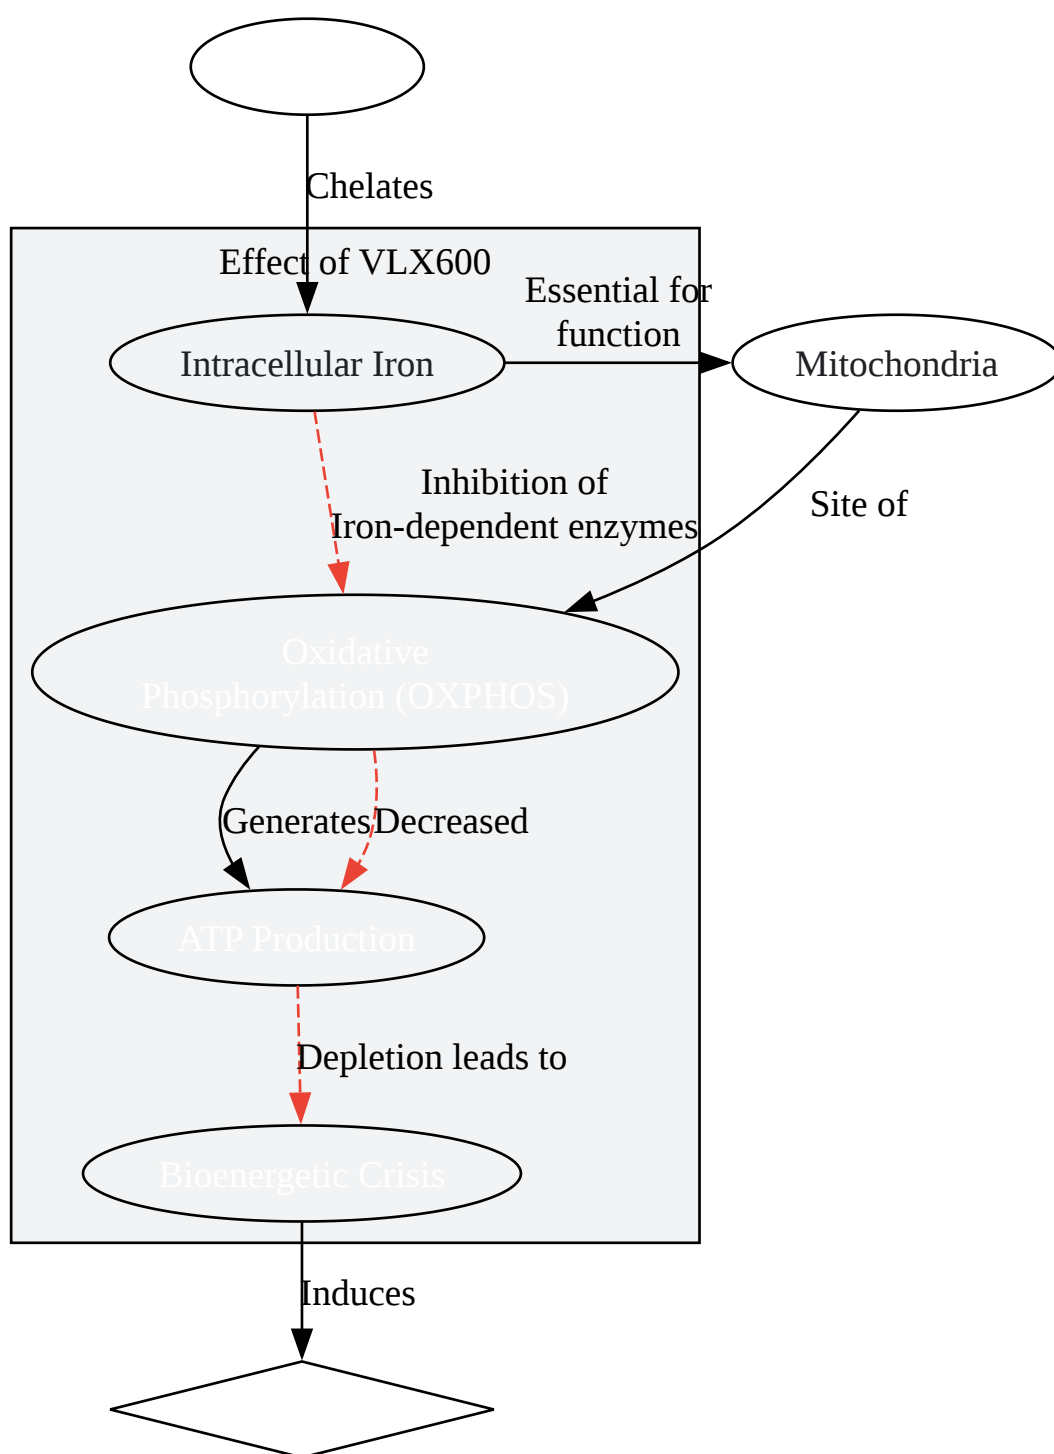 Chelates
Effect of VLX600
Essential for
function
Intracellular Iron
Mitochondria
Inhibition of
Iron-dependent enzymes
Site of
Oxidative
Phosphorylation (OXPHOS)
Generates
Decreased
ATP Production
Depletion leads to
Bioenergetic Crisis
Induces